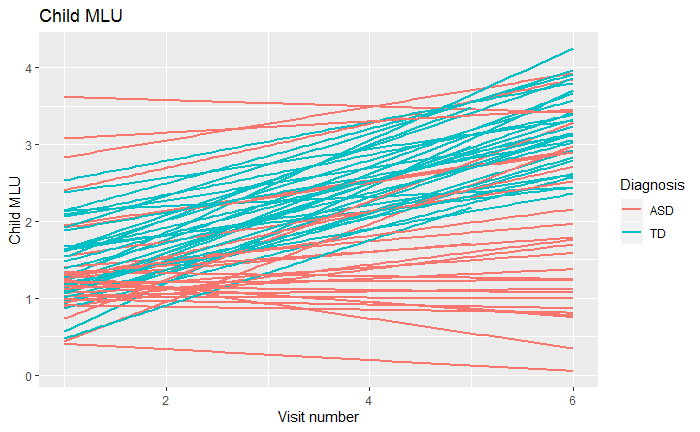 Child MLU
Child MLU
4
3
2
1
0
2 4 6
Visit number
Diagnosis
ASD
TD